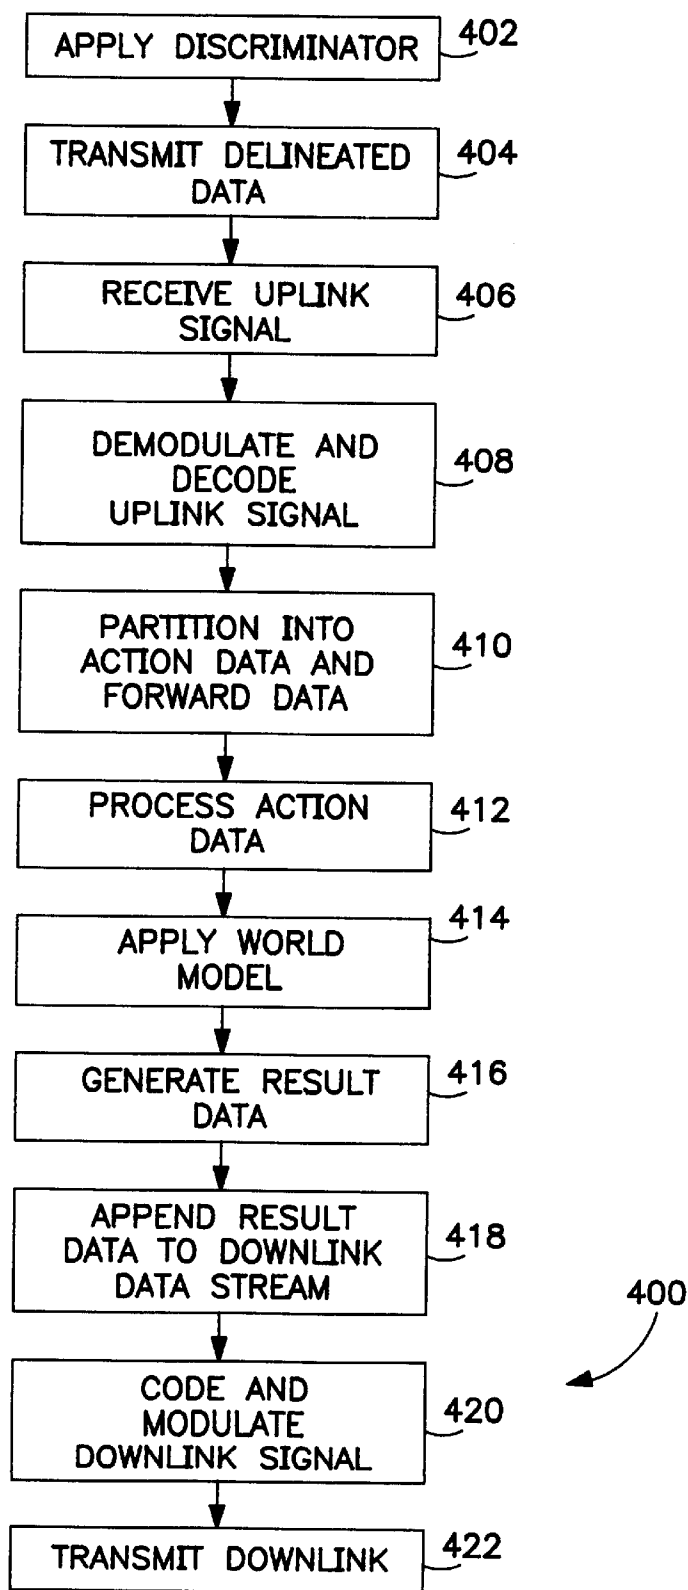 APPLY DISCRIMINATOR
402
TRANSMIT DELINEATED
DATA
404
RECEIVE UPLINK
SIGNAL
406
DEMODULATE AND
DECODE
UPLINK SIGNAL
408
PARTITION INTO
ACTION DATA AND
FORWARD DATA
410
PROCESS ACTION
DATA
412
APPLY WORLD
MODEL
414
GENERATE RESULT
DATA
416
APPEND RESULT
DATA TO DOWNLINK
DATA STREAM
418
400
CODE AND
MODULATE
DOWNLINK SIGNAL
420
TRANSMIT DOWNLINK
422